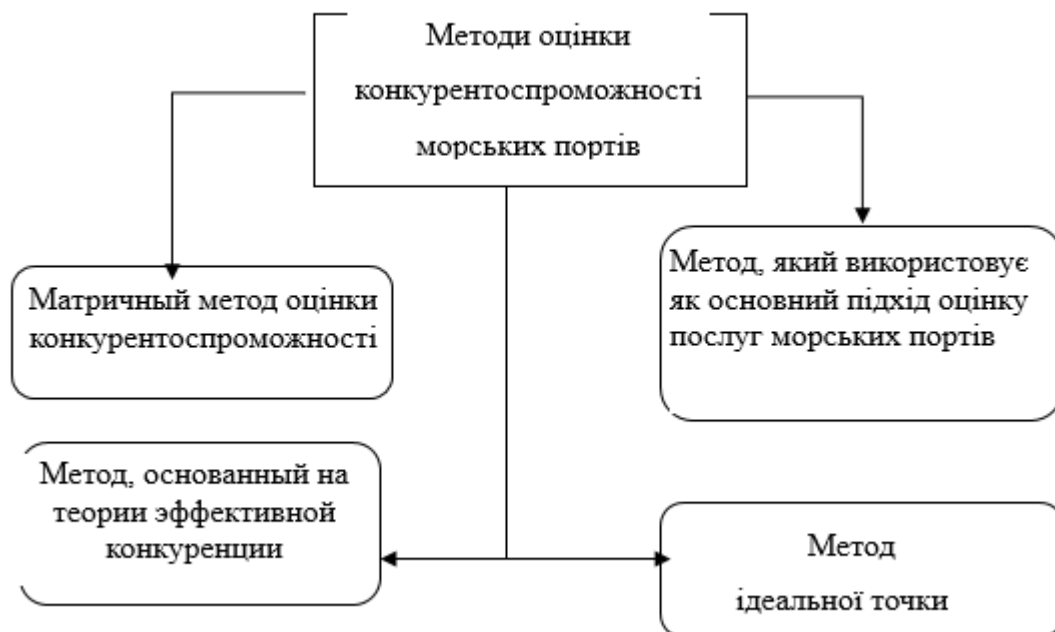 Методи оцінки
конкурентоспроможності
морських портів
Матричный метод оцінки
конкурентоспроможності
Метод, який використовує
як основний підхід оцінку
послуг морських портів
Метод, основанный на
теории эффективной
конкуренции
Метод
ідеальної точки